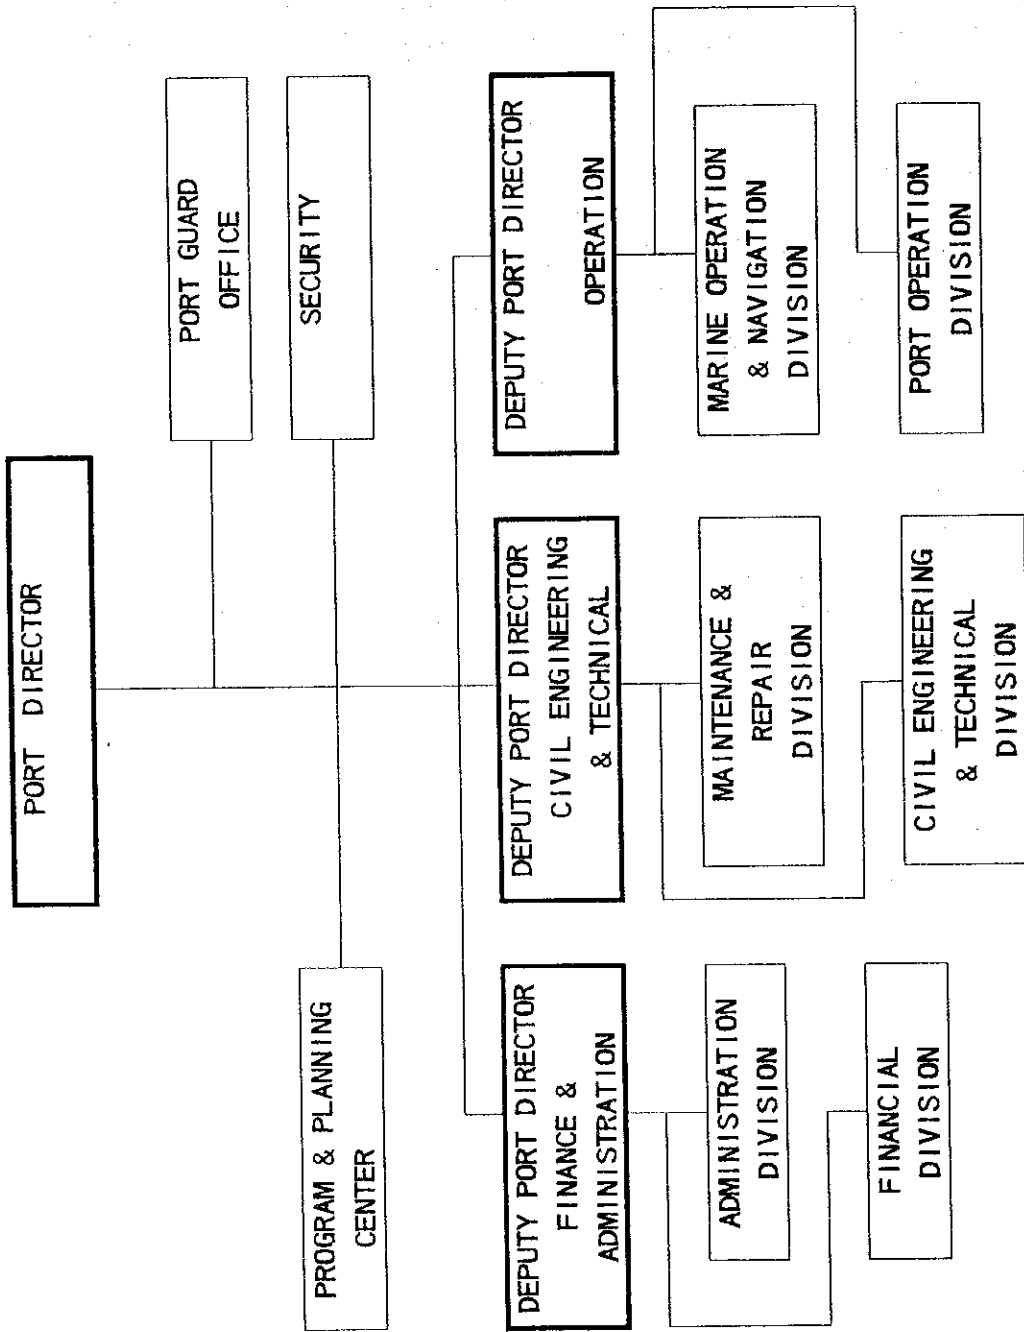 PORT DIRECTOR
PORT GUARD
OFFICE
PROGRAM & PLANNING
CENTER
SECURITY
DEPUTY PORT DIRECTOR
FINANCE &
ADMINISTRATION
DEPUTY PORT DIRECTOR
CIVIL ENGINEERING
& TECHNICAL
DEPUTY PORT DIRECTOR
OPERATION
ADMINISTRATION
DIVISION
MAINTENANCE &
REPAIR
DIVISION
MARINE OPERATION
& NAVIGATION
DIVISION
FINANCIAL
DIVISION
CIVIL ENGINEERING
& TECHNICAL
DIVISION
PORT OPERATION
DIVISION